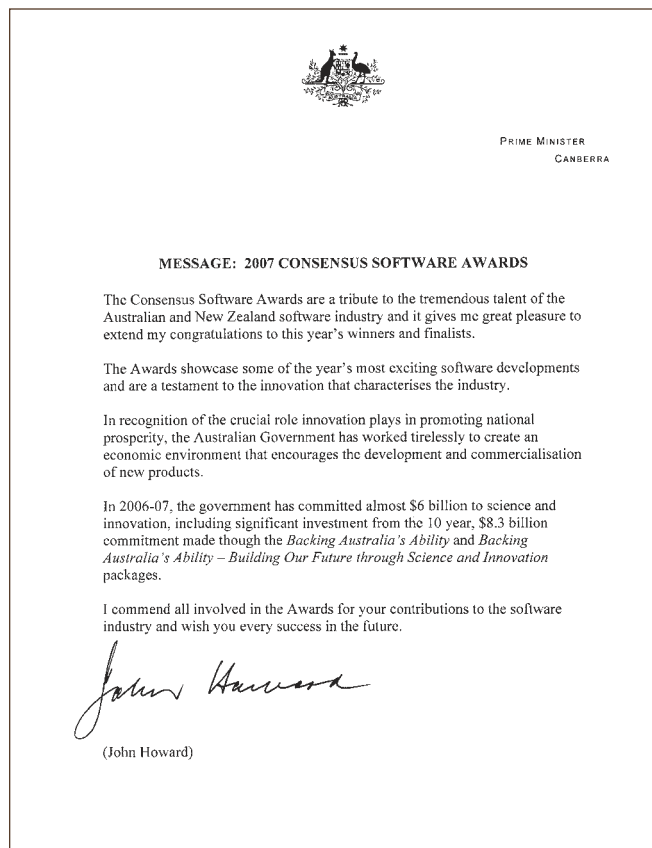 PRIME MINISTER
CANBERRA
MESSAGE: 2007 CONSENSUS SOFTWARE AWARDS
The Consensus Software Awards are a tribute to the tremendous talent of the
Australian and New Zealand software industry and it gives me great pleasure to
extend my congratulations to this year's winners and finalists.
The Awards showcase some of the year's most exciting software developments
and are a testament to the innovation that characterises the industry.
In recognition of the crucial role innovation plays in promoting national
prosperity, the Australian Government has worked tirelessly to create an
economic environment that encourages the development and commercialisation
of new products.
In 2006-07, the government has committed almost $6 billion to science and
innovation, including significant investment from the 10 year, $8.3 billion
commitment made though the Backing Australia's Ability and Backing
Australia's Ability – Building Our Future through Science and Innovation
packages.
I commend all involved in the Awards for your contributions to the software
industry and wish you every success in the future.
John Howard
(John Howard)